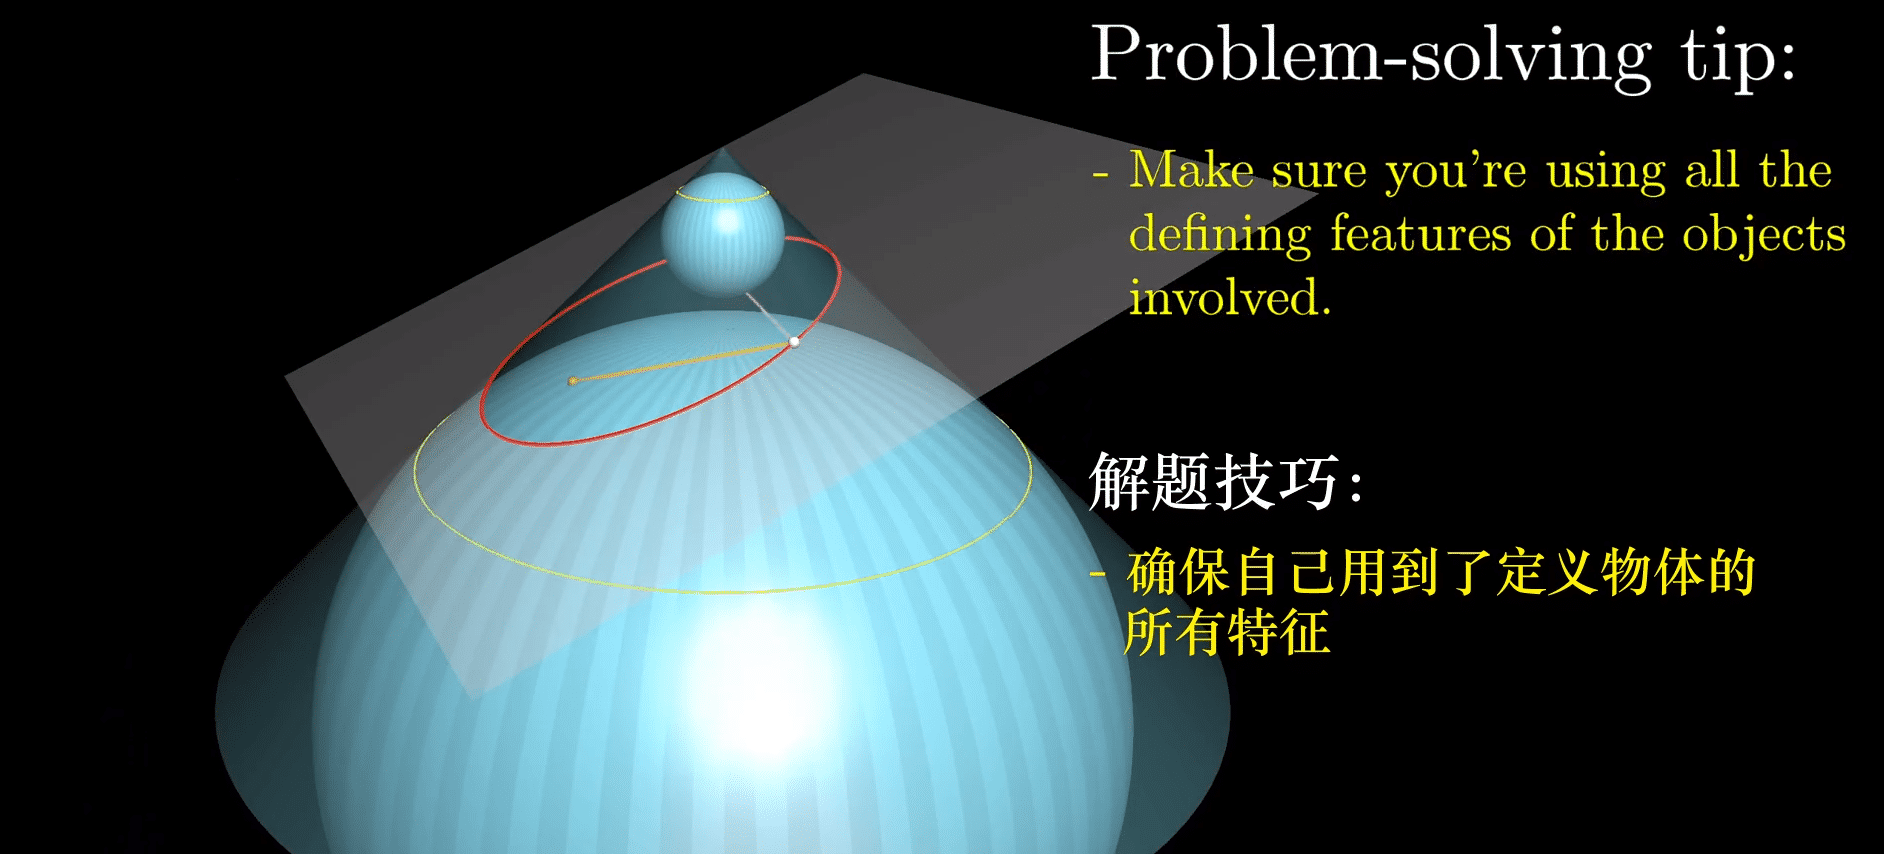 Problem-solving tip:
- Make sure you're using all the
defining features of the objects
involved.
解题技巧:
- 确保自己用到了定义物体的
所有特征